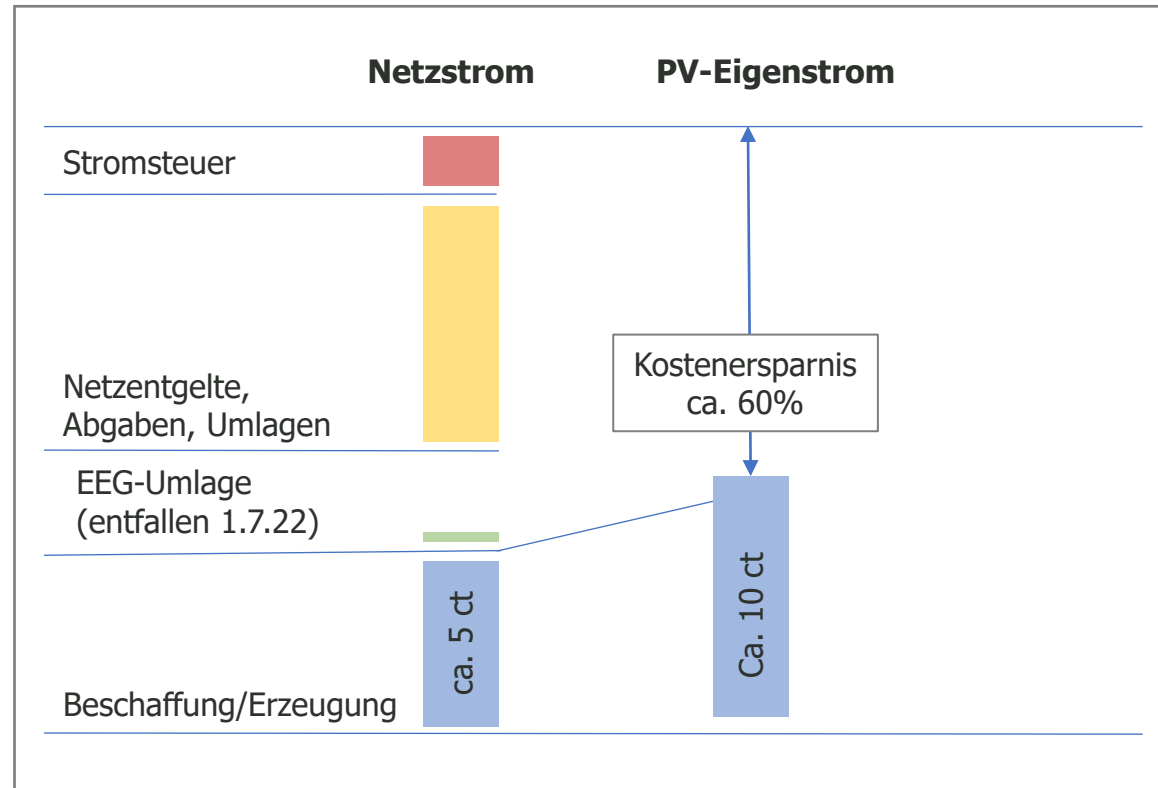 Netzstrom
PV-Eigenstrom
Stromsteuer
Netzentgelte,
Abgaben, Umlagen
Kostenersparnis
ca. 60%
EEG-Umlage
(entfallen 1.7.22)
ca. 5 ct
Ca. 10 ct
Beschaffung/Erzeugung